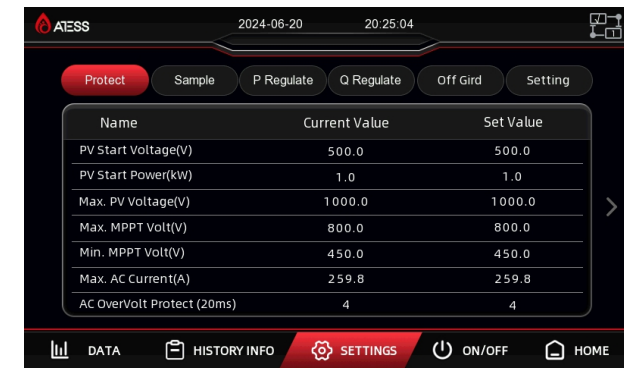 ATESS 2024-06-20 20:25:04
Protect Sample P Regulate Q Regulate Off Gird Setting
Name Current Value Set Value
PV Start Voltage(V) 500.0 500.0
PV Start Power(kW) 1.0 1.0
Max. PV Voltage(V) 1000.0 1000.0
Max. MPPT Volt(V) 800.0 800.0
Min. MPPT Volt(V) 450.0 450.0
Max. AC Current(A) 259.8 259.8
AC OverVolt Protect (20ms) 4 4
DATA HISTORY INFO SETTINGS ON/OFF HOME